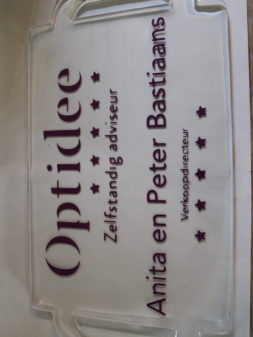 Optidee
★ ★ ★ ★ ★
Zelfstandig adviseur
Anita en Peter Bastiaans
Verkoopdirecteur
★ ★ ★ ★ ★